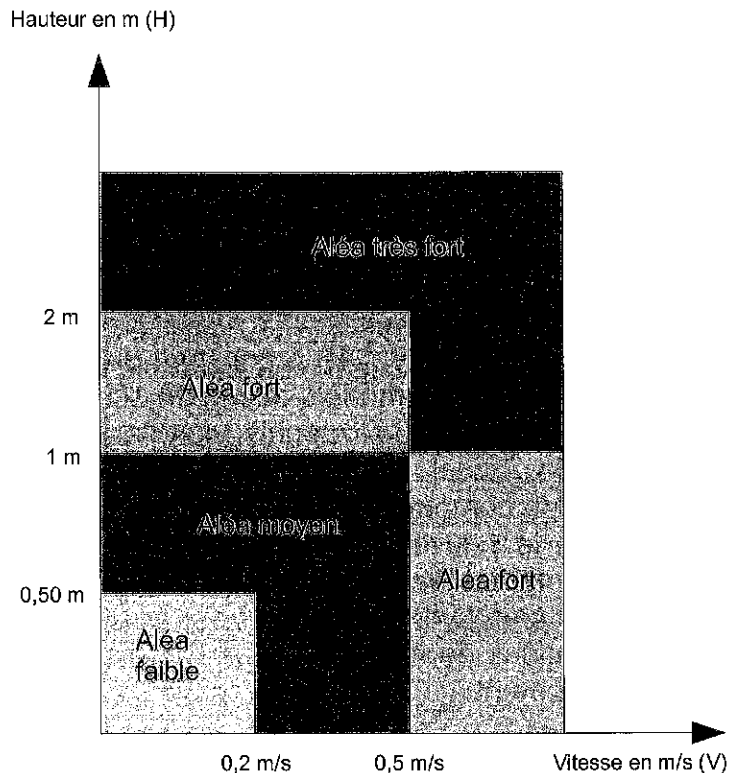 Hauteur en m (H)
Aléa très fort
2 m
Aléa fort
1 m
Aléa moyen
Aléa fort
0,50 m
Aléa
faible
0,2 m/s
0,5 m/s
Vitesse en m/s (V)